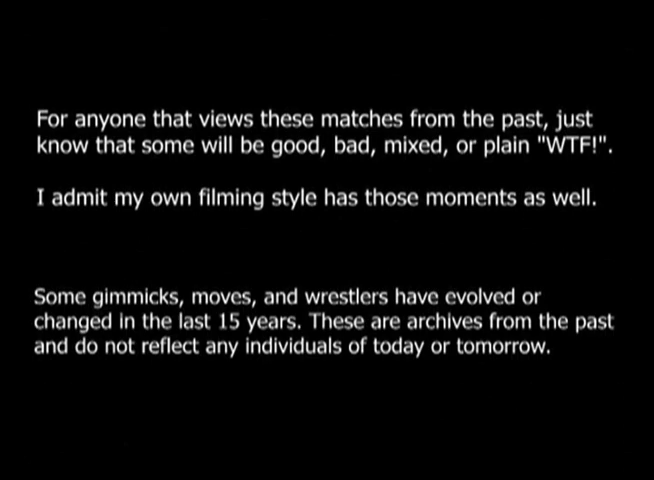 For anyone that views these matches from the past, just
know that some will be good, bad, mixed, or plain "WTF!".
I admit my own filming style has those moments as well.
Some gimmicks, moves, and wrestlers have evolved or
changed in the last 15 years. These are archives from the past
and do not reflect any individuals of today or tomorrow.